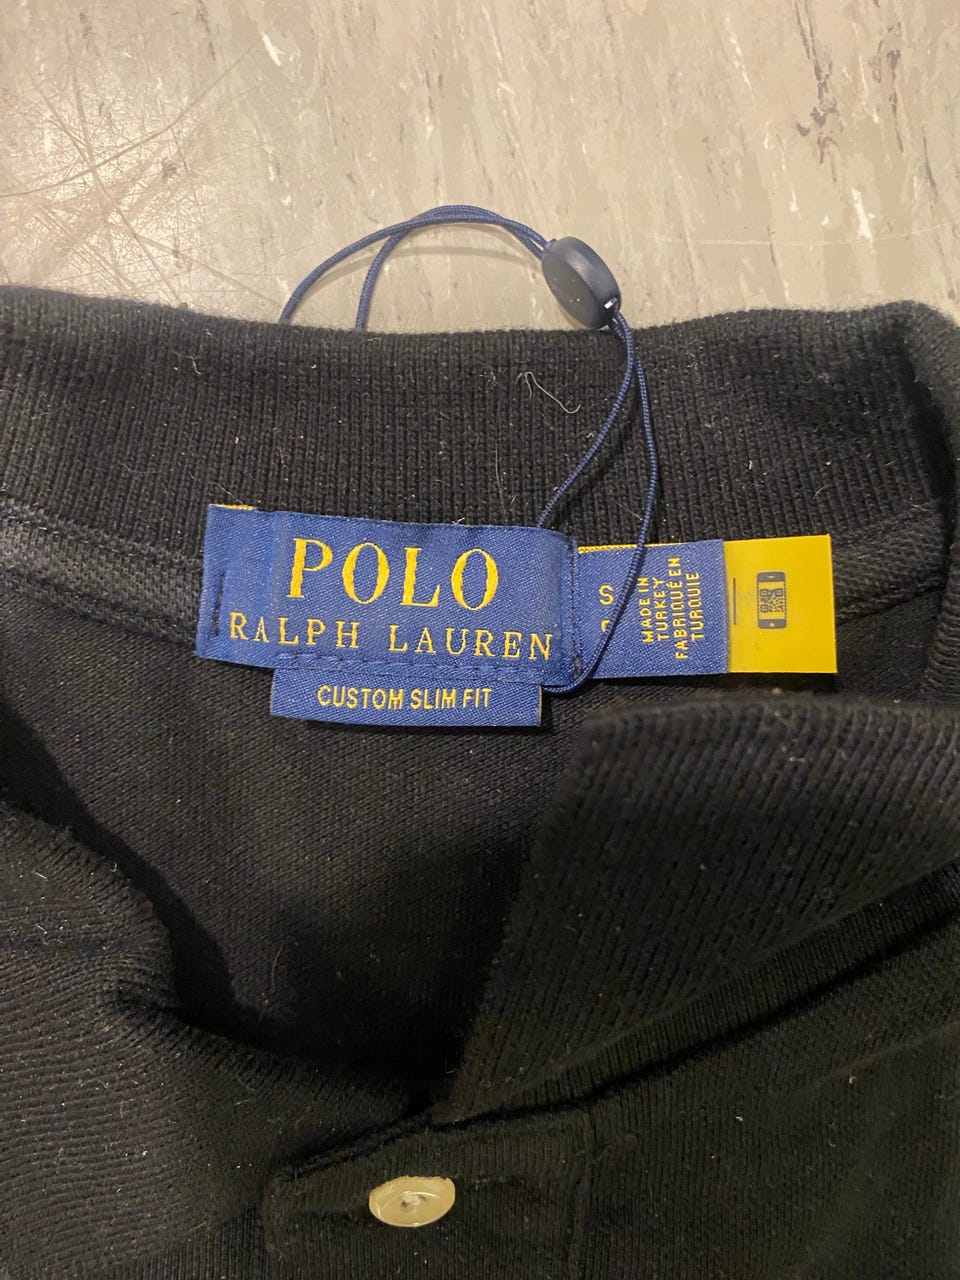 POLO
RALPH LAUREN
CUSTOM SLIM FIT
S
MADE IN
TURKEY
FABRIQUÉ EN
TURQUIE